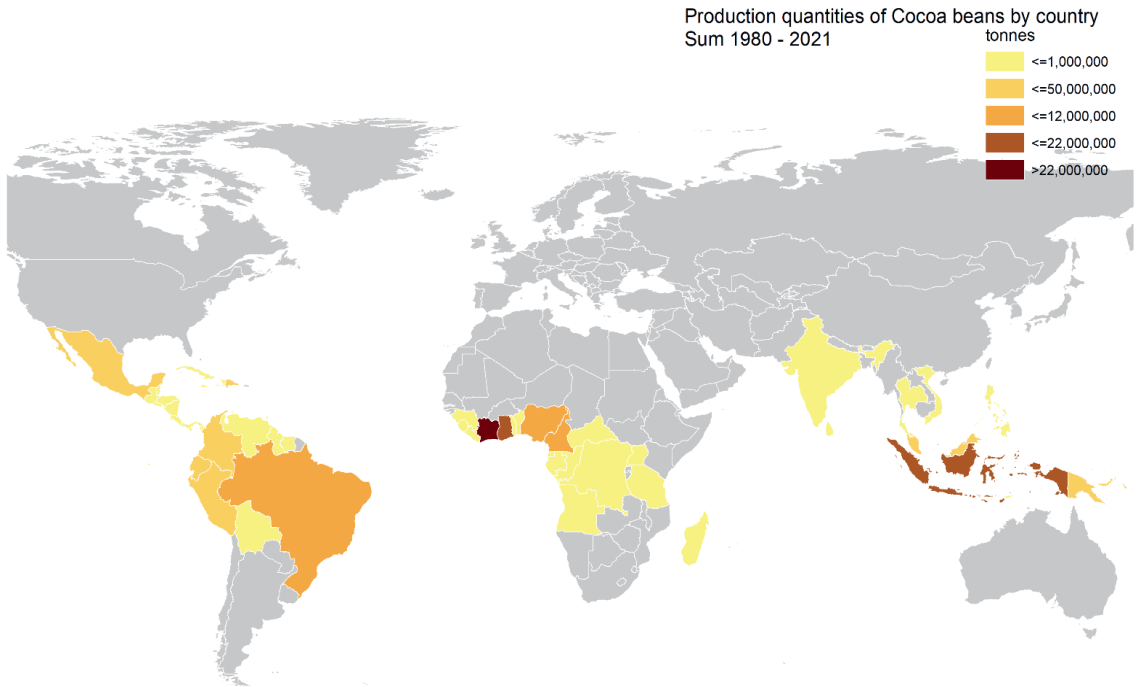 Production quantities of Cocoa beans by country
Sum 1980 - 2021
tonnes
<=1,000,000
<=50,000,000
<=12,000,000
<=22,000,000
>22,000,000